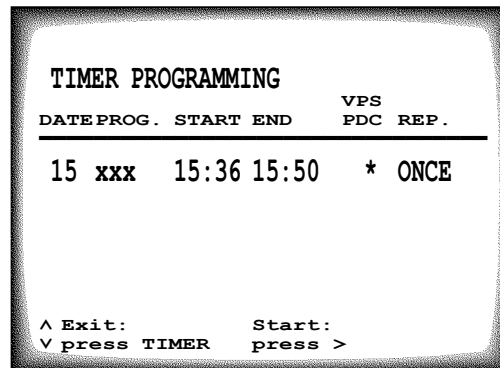 TIMER PROGRAMMING
VPS
DATE PROG. START END PDC REP.
15 xxx 15:36 15:50 * ONCE
∧ Exit: Start:
∨ press TIMER press >